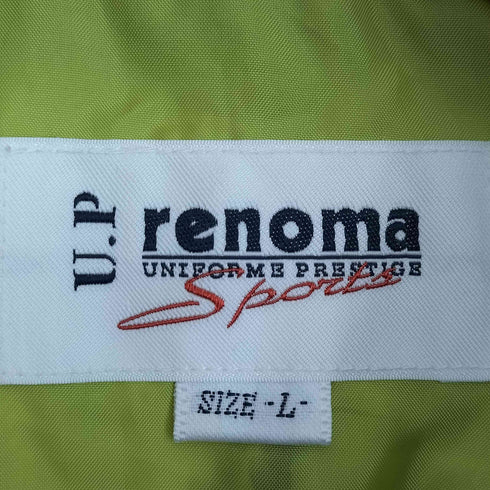 U.P
renoma
UNIFORME PRESTIGE
Sports
SIZE -L-